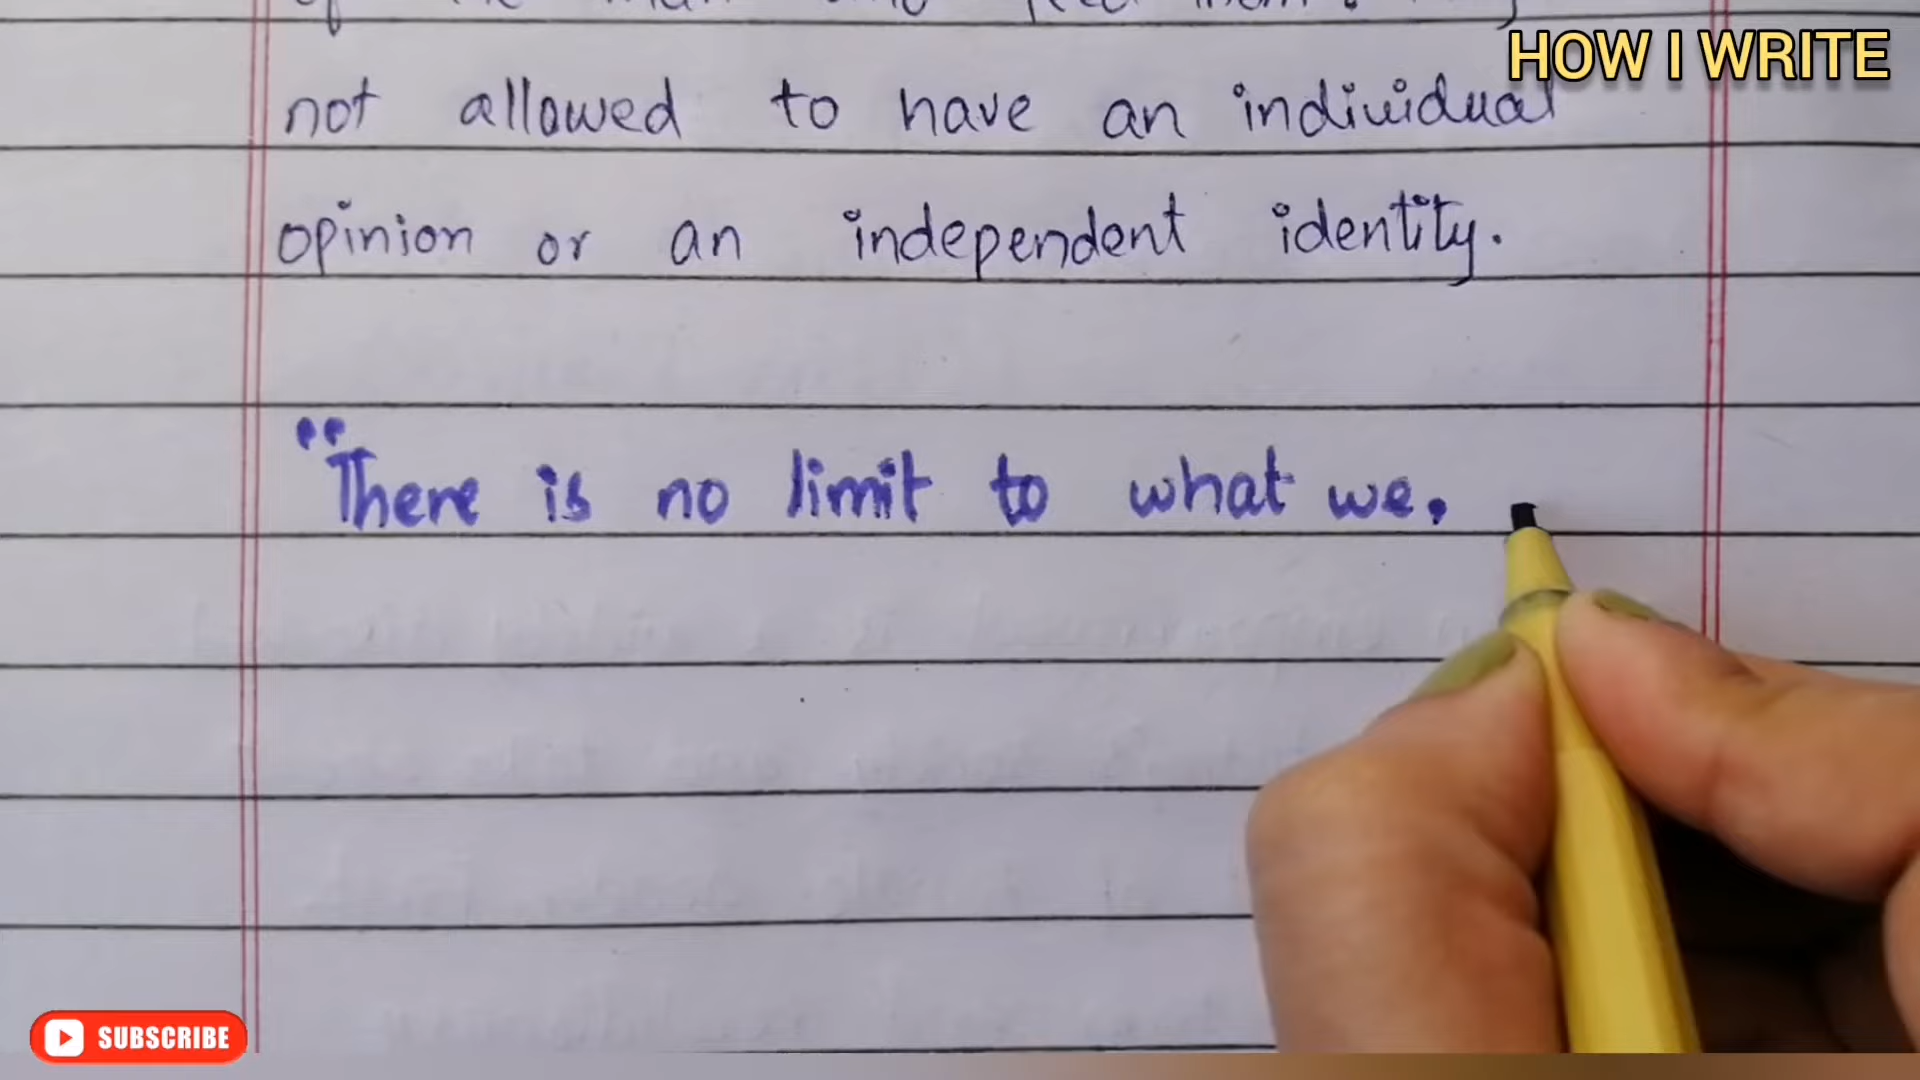 HOW I WRITE
not allowed to have an individual
opinion or an independent identity.
"There is no limit to what we,
SUBSCRIBE